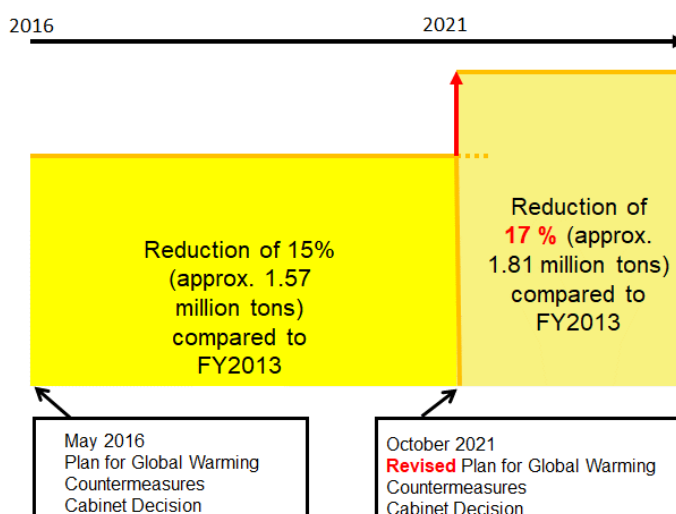 2016
2021
Reduction of 15%
(approx. 1.57
million tons)
compared to
FY2013
Reduction of
17 % (approx.
1.81 million tons)
compared to
FY2013
May 2016
Plan for Global Warming
Countermeasures
Cabinet Decision
October 2021
Revised Plan for Global Warming
Countermeasures
Cabinet Decision